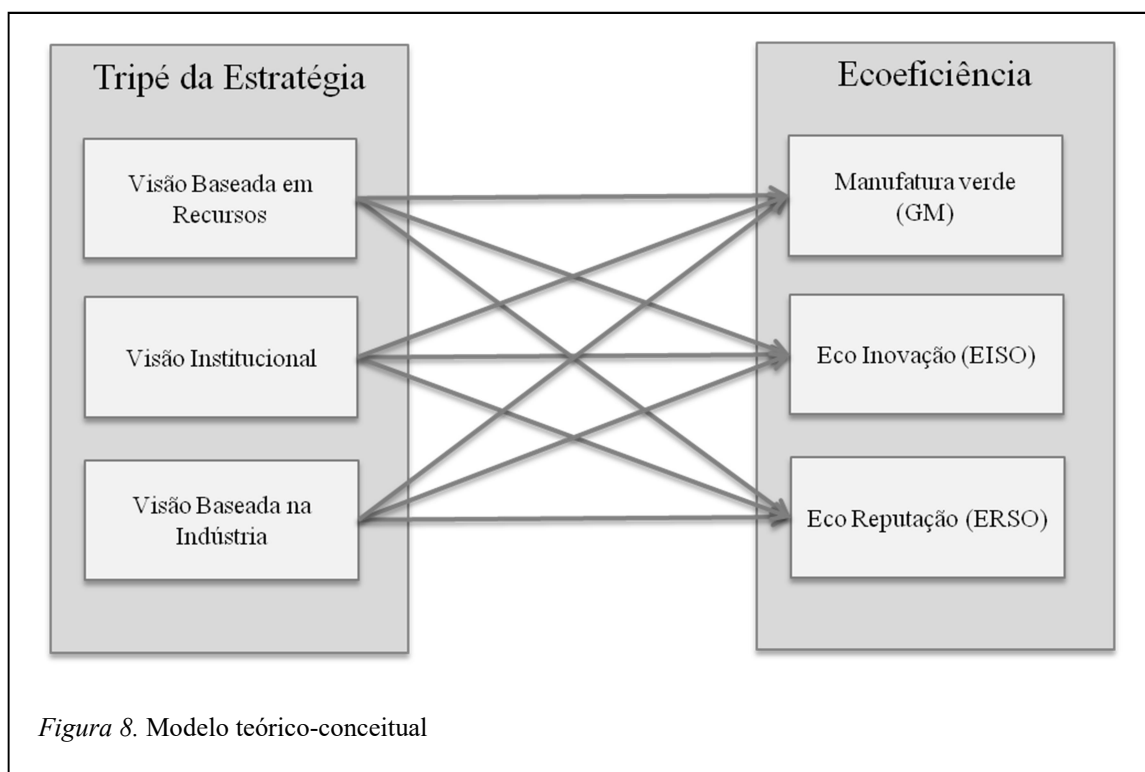 Tripé da Estratégia
Visão Baseada em
Recursos
Visão Institucional
Visão Baseada na
Indústria
Ecoeficiência
Manufatura verde
(GM)
Eco Inovação (EISO)
Eco Reputação (ERSO)
Figura 8. Modelo teórico-conceitual